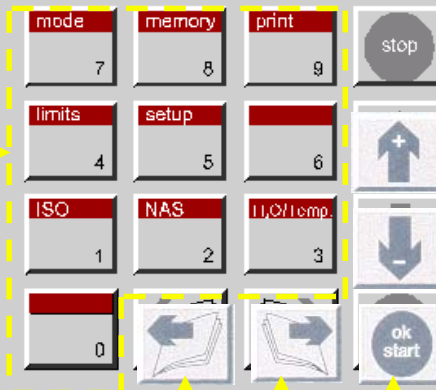 mode memory print
7 8 9 stop
limits setup
4 5 6 +
ISO NAS H₂O/Temp.
1 2 3 −
0 ok
start